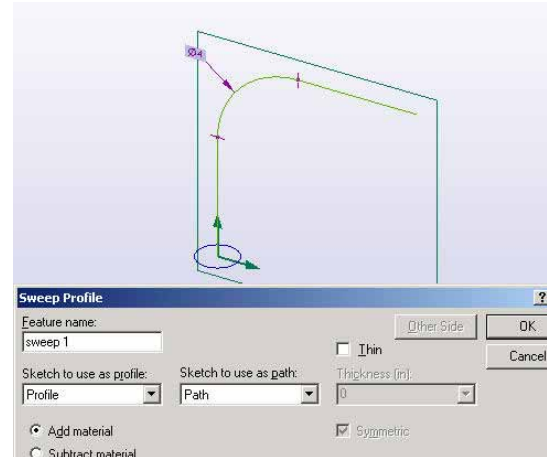 Ø4
Sweep Profile ?
Feature name:
sweep 1
Other Side
OK
Thin
Cancel
Sketch to use as profile:
Sketch to use as path:
Thickness (in):
Profile
Path
0
Add material
Symmetric
Subtract material